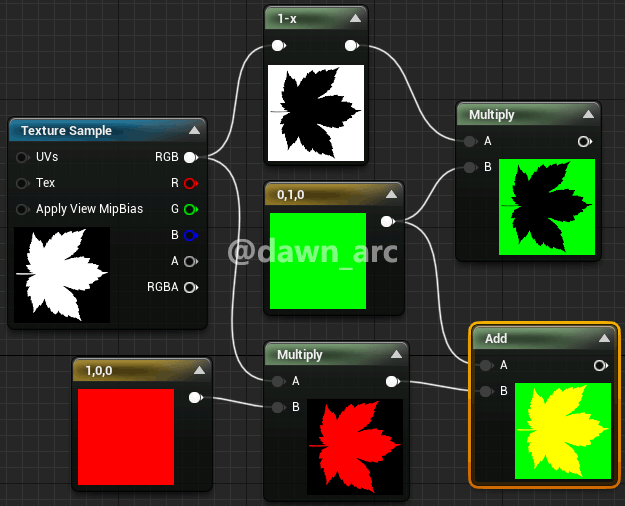 1-x
Texture Sample
UVs RGB
Tex R
Apply View MipBias G
B
A
RGBA
0,1,0
Multiply
A
B
@dawn_arc
1,0,0
Multiply
A
B
Add
A
B